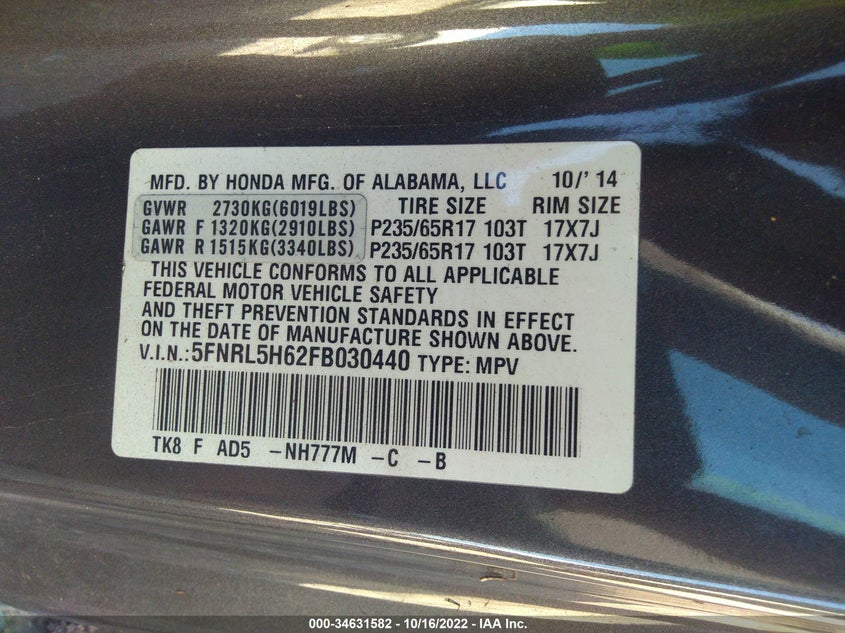 MFD. BY HONDA MFG. OF ALABAMA, LLC 10/'14
GVWR 2730KG(6019LBS) TIRE SIZE RIM SIZE
GAWR F 1320KG(2910LBS) P235/65R17 103T 17X7J
GAWR R 1515KG(3340LBS) P235/65R17 103T 17X7J
THIS VEHICLE CONFORMS TO ALL APPLICABLE
FEDERAL MOTOR VEHICLE SAFETY
AND THEFT PREVENTION STANDARDS IN EFFECT
ON THE DATE OF MANUFACTURE SHOWN ABOVE.
V.I.N.: 5FNRL5H62FB030440 TYPE: MPV
TK8 F AD5 -NH777M -C -B
000-34631582 - 10/16/2022 - IAA Inc.